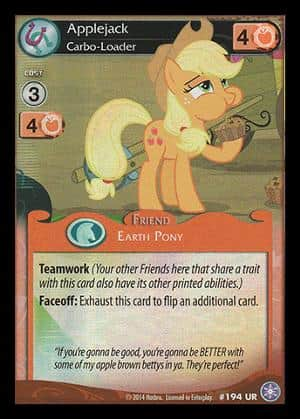 Applejack
Carbo-Loader
4
COST
3
4
FRIEND
EARTH PONY
Teamwork (Your other Friends here that share a trait
with this card also have its other printed abilities.)
Faceoff: Exhaust this card to flip an additional card.
"If you're gonna be good, you're gonna be BETTER with
some of my apple brown bettys in ya. They're perfect!"
© 2014 Hasbro. Licensed to Enterplay. #194 UR